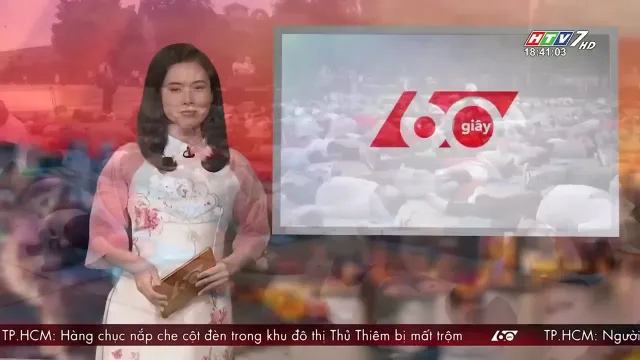 HTV7 HD
18:41:03
60 giây
TP.HCM: Hàng chục nắp che cột đèn trong khu đô thị Thủ Thiêm bị mất trộm 60 TP.HCM: Người